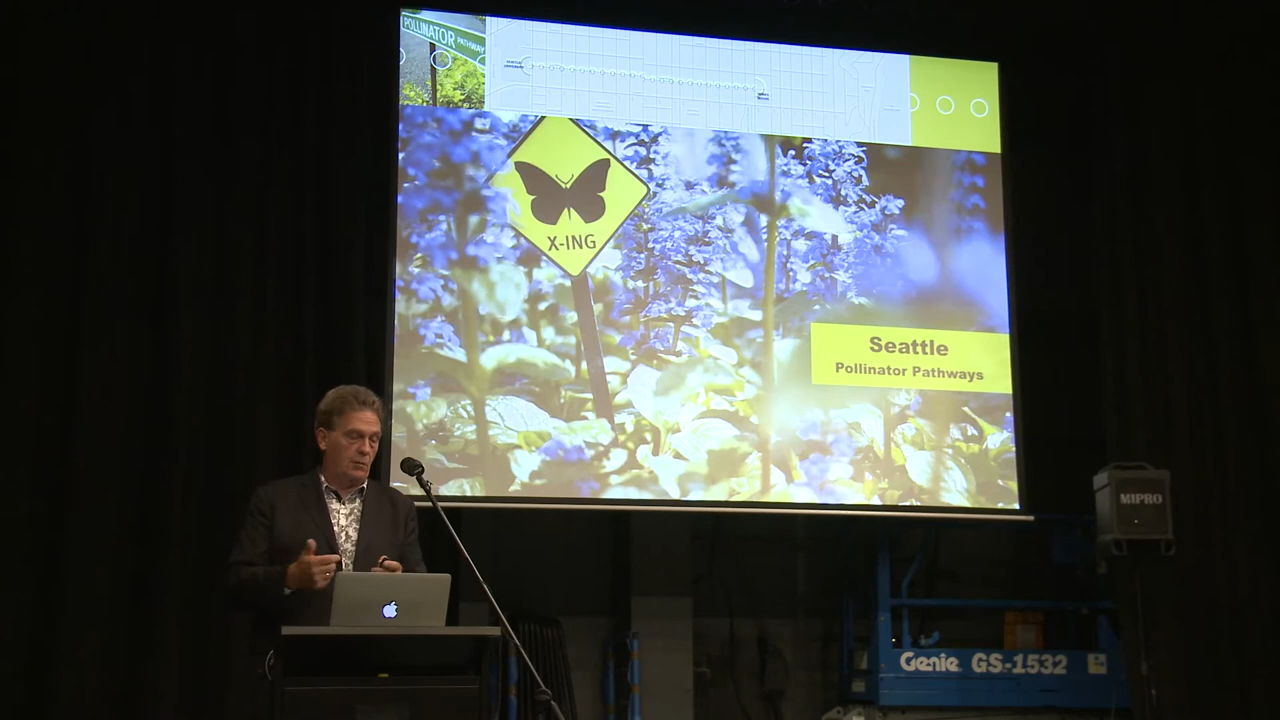 POLLINATOR PATHWAY
X-ING
Seattle
Pollinator Pathways
MIPRO
Genie GS-1532